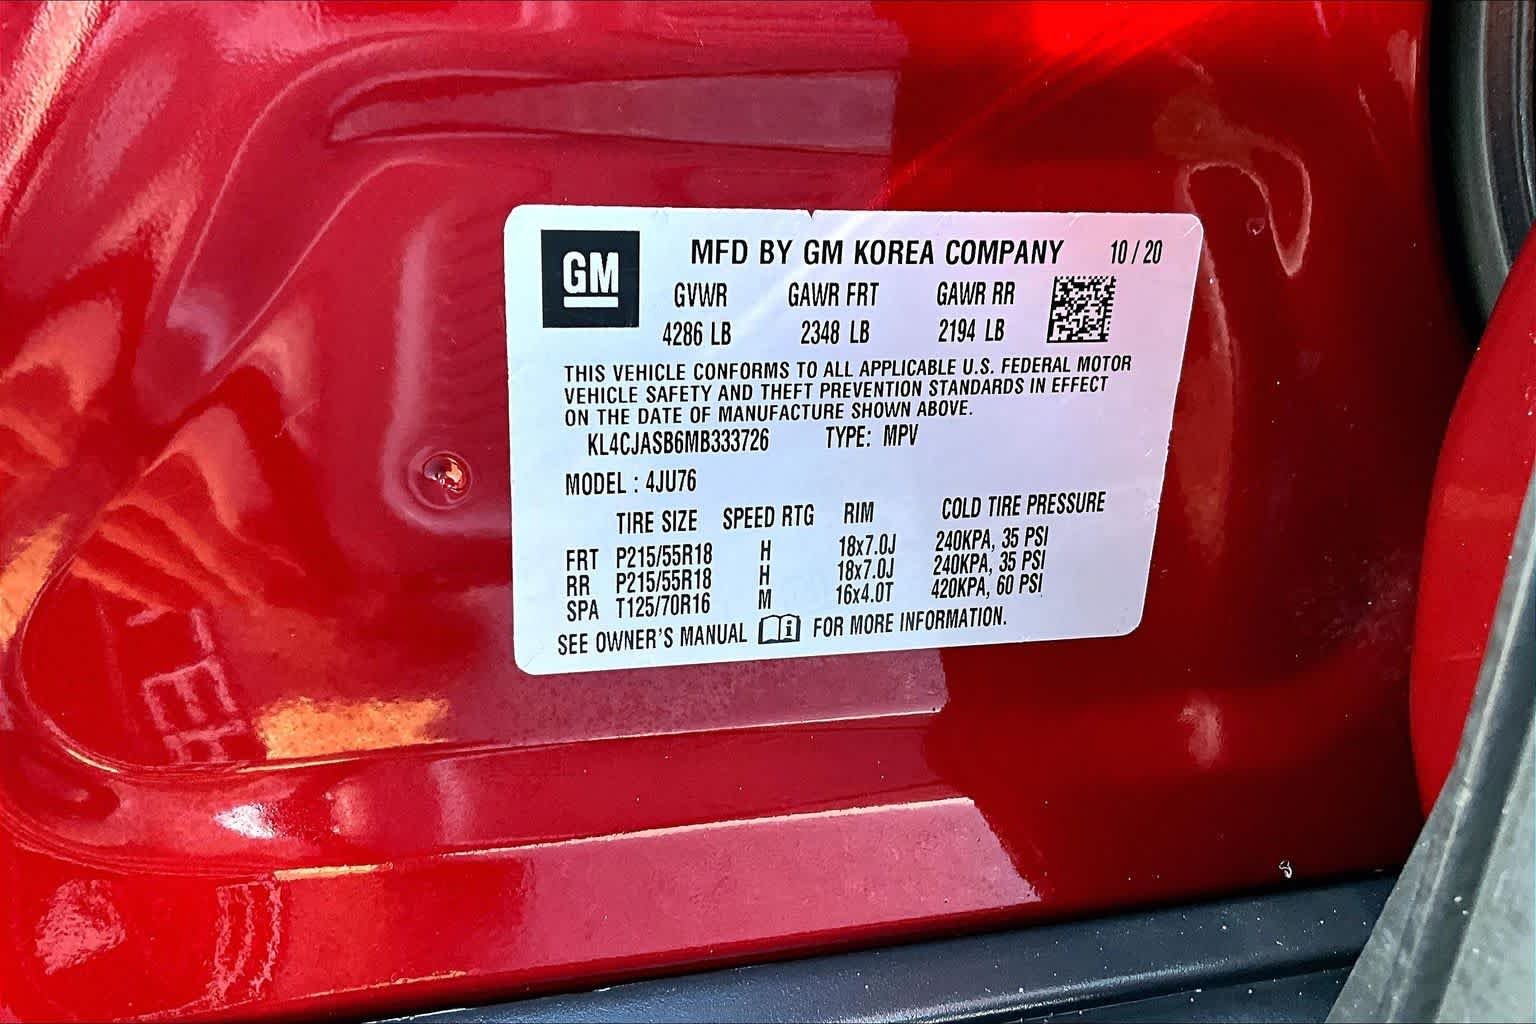 GM MFD BY GM KOREA COMPANY 10 / 20
GVWR GAWR FRT GAWR RR
4286 LB 2348 LB 2194 LB
THIS VEHICLE CONFORMS TO ALL APPLICABLE U.S. FEDERAL MOTOR
VEHICLE SAFETY AND THEFT PREVENTION STANDARDS IN EFFECT
ON THE DATE OF MANUFACTURE SHOWN ABOVE.
KL4CJASB6MB333726 TYPE: MPV
MODEL : 4JU76
TIRE SIZE SPEED RTG RIM COLD TIRE PRESSURE
FRT P215/55R18 H 18x7.0J 240KPA, 35 PSI
RR P215/55R18 H 18x7.0J 240KPA, 35 PSI
SPA T125/70R16 M 16x4.0T 420KPA, 60 PSI
SEE OWNER'S MANUAL FOR MORE INFORMATION.